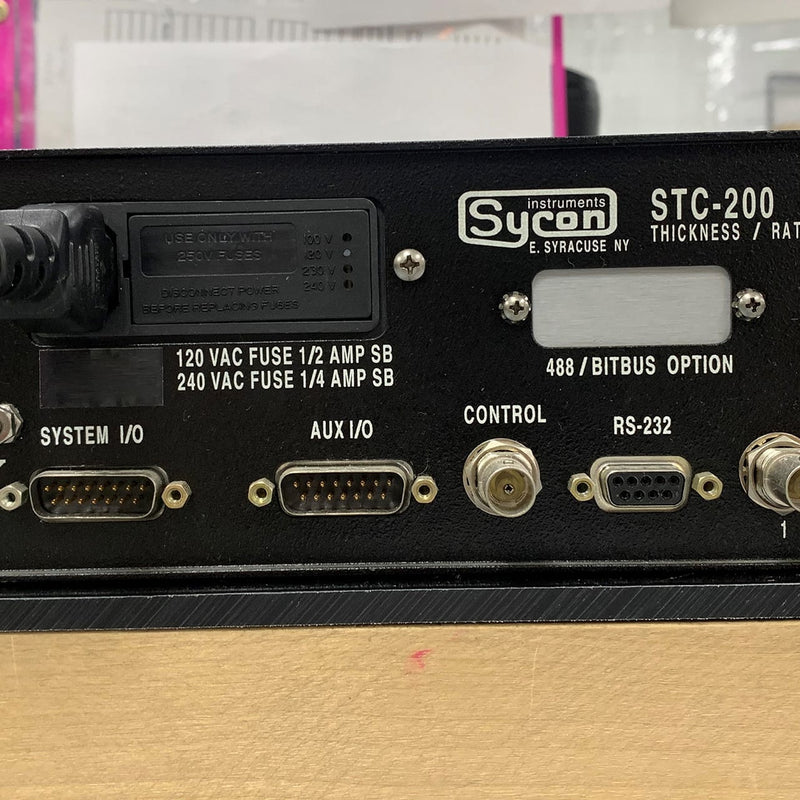 USE ONLY WITH
250V FUSES
100 V
120 V
230 V
240 V
DISCONNECT POWER
BEFORE REPLACING FUSES
instruments
Sycon
E. SYRACUSE NY
STC-200
THICKNESS / RAT
120 VAC FUSE 1/2 AMP SB
240 VAC FUSE 1/4 AMP SB
488 / BITBUS OPTION
SYSTEM I/O
AUX I/O
CONTROL
RS-232
1